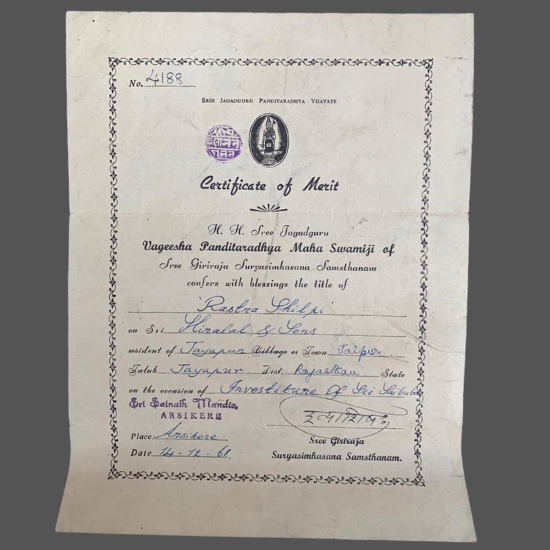 No. 4188
SREE JAGADGURU PANDITARADHYA VIJAYATE
Certificate of Merit
H. H. Sree Jagadguru
Vageesha Panditaradhya Maha Swamiji of
Sree Giriraja Suryasimhasana Samsthanam
confers with blessings the title of
'Rastra Shilpi'
on Sri Hiralal & Sons
resident of Jayapur Village or Town Jaipur
Taluk Jayapur Dist. Rajasthan State
on the occasion of Investiture Of Sri
Sri Sainath Mandir
ARSIKERE
Place Arsikere
Date 14-12-61
Sree Giriraja
Suryasimhasana Samsthanam.